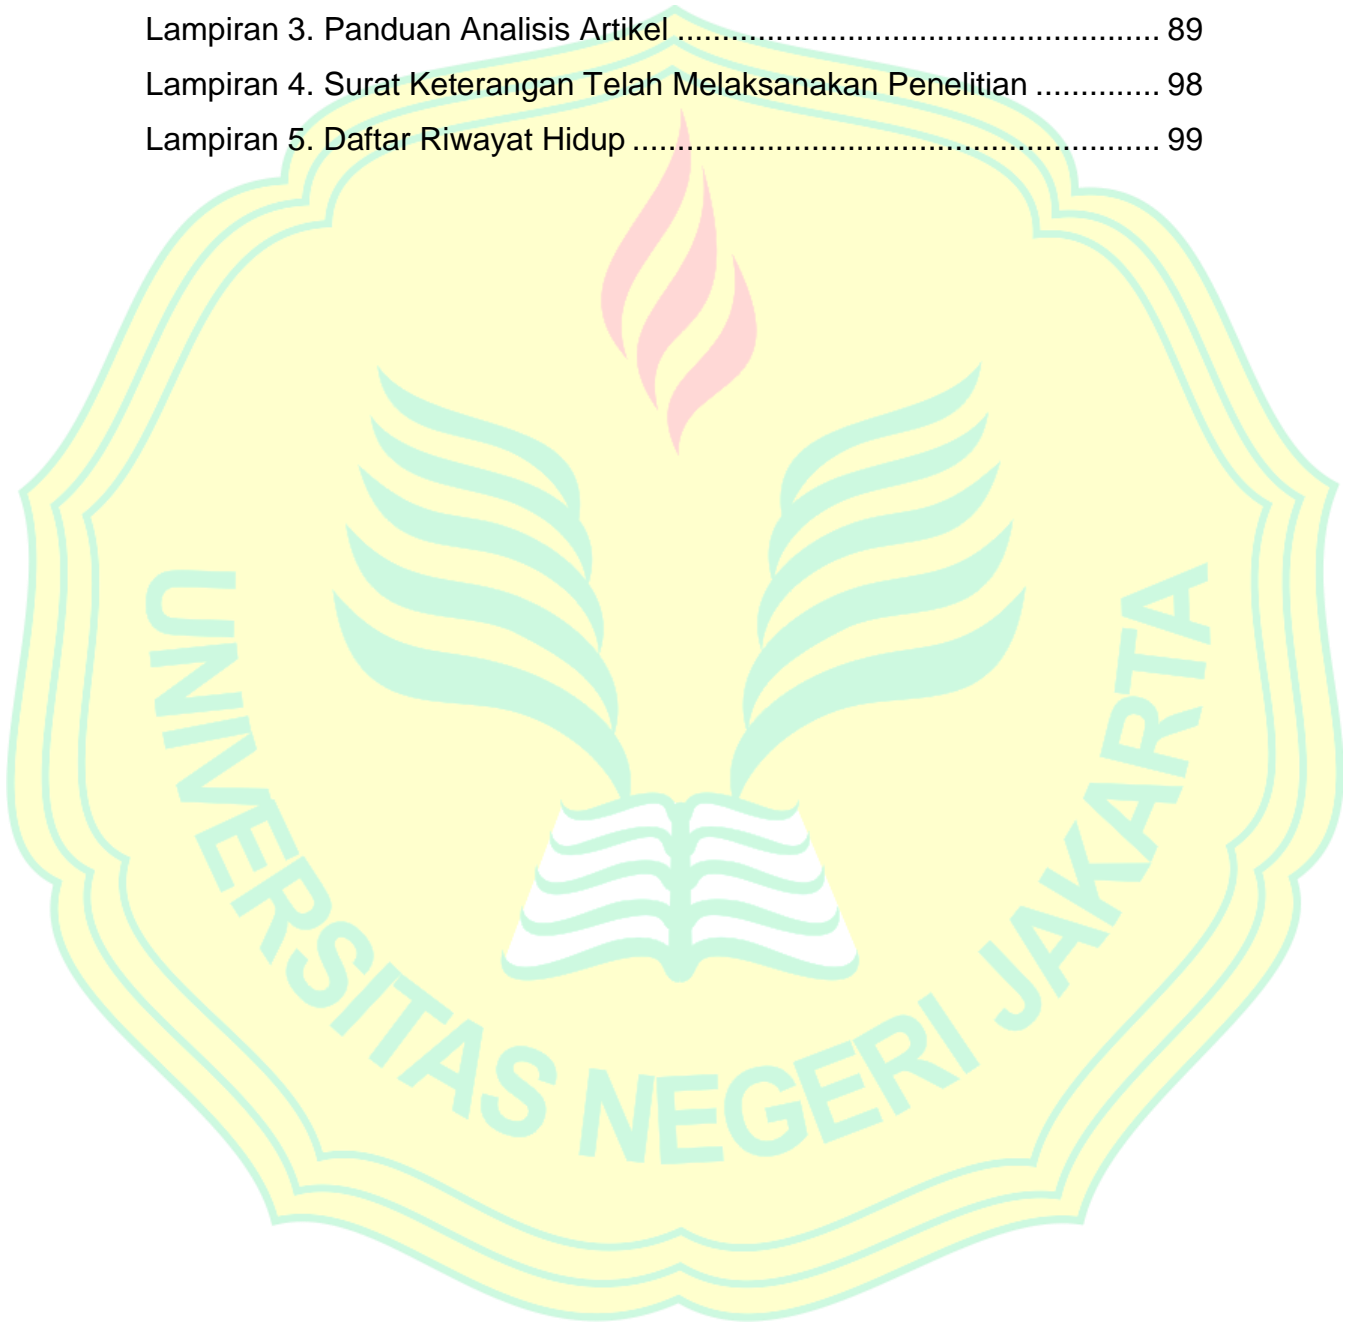 Lampiran 3. Panduan Analisis Artikel ...................................................... 89
Lampiran 4. Surat Keterangan Telah Melaksanakan Penelitian .............. 98
Lampiran 5. Daftar Riwayat Hidup ........................................................... 99
UNIVERSITAS NEGERI JAKARTA